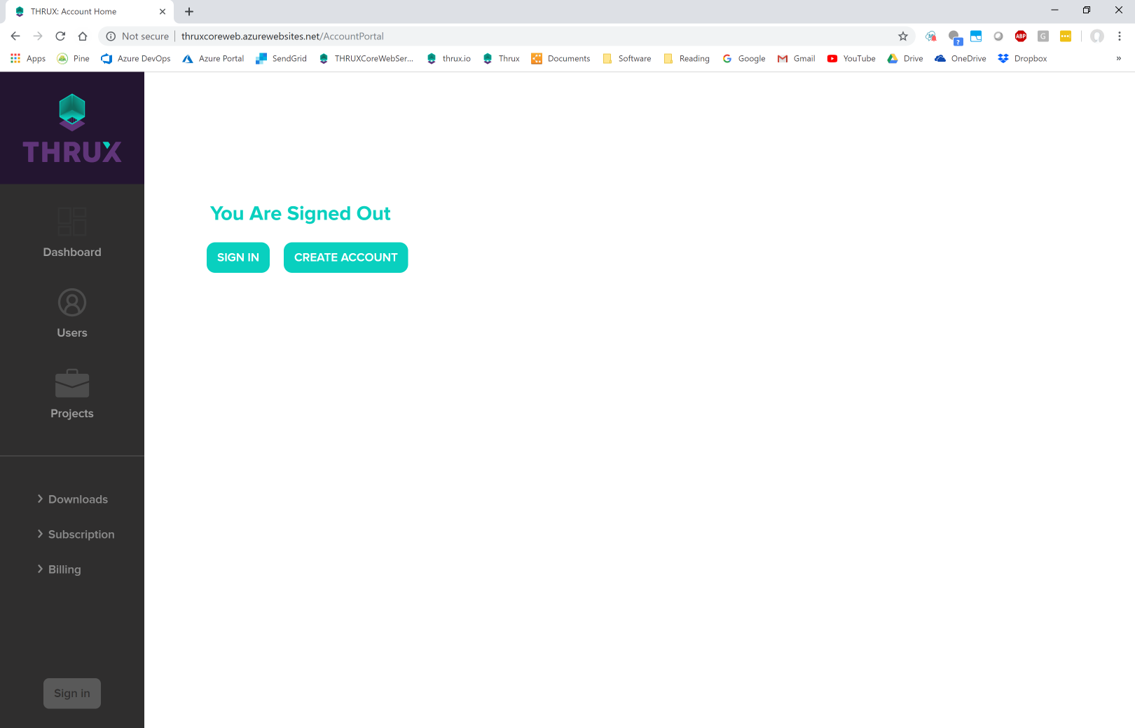 THRUX: Account Home
Not secure | thruxcoreweb.azurewebsites.net/AccountPortal
ABP
G
7
Apps Pine Azure DevOps Azure Portal SendGrid THRUXCoreWebSer... thrux.io Thrux Documents Software Reading Google Gmail YouTube Drive OneDrive Dropbox »
THRUX
You Are Signed Out
SIGN IN CREATE ACCOUNT
Dashboard
Users
Projects
Downloads
Subscription
Billing
Sign in